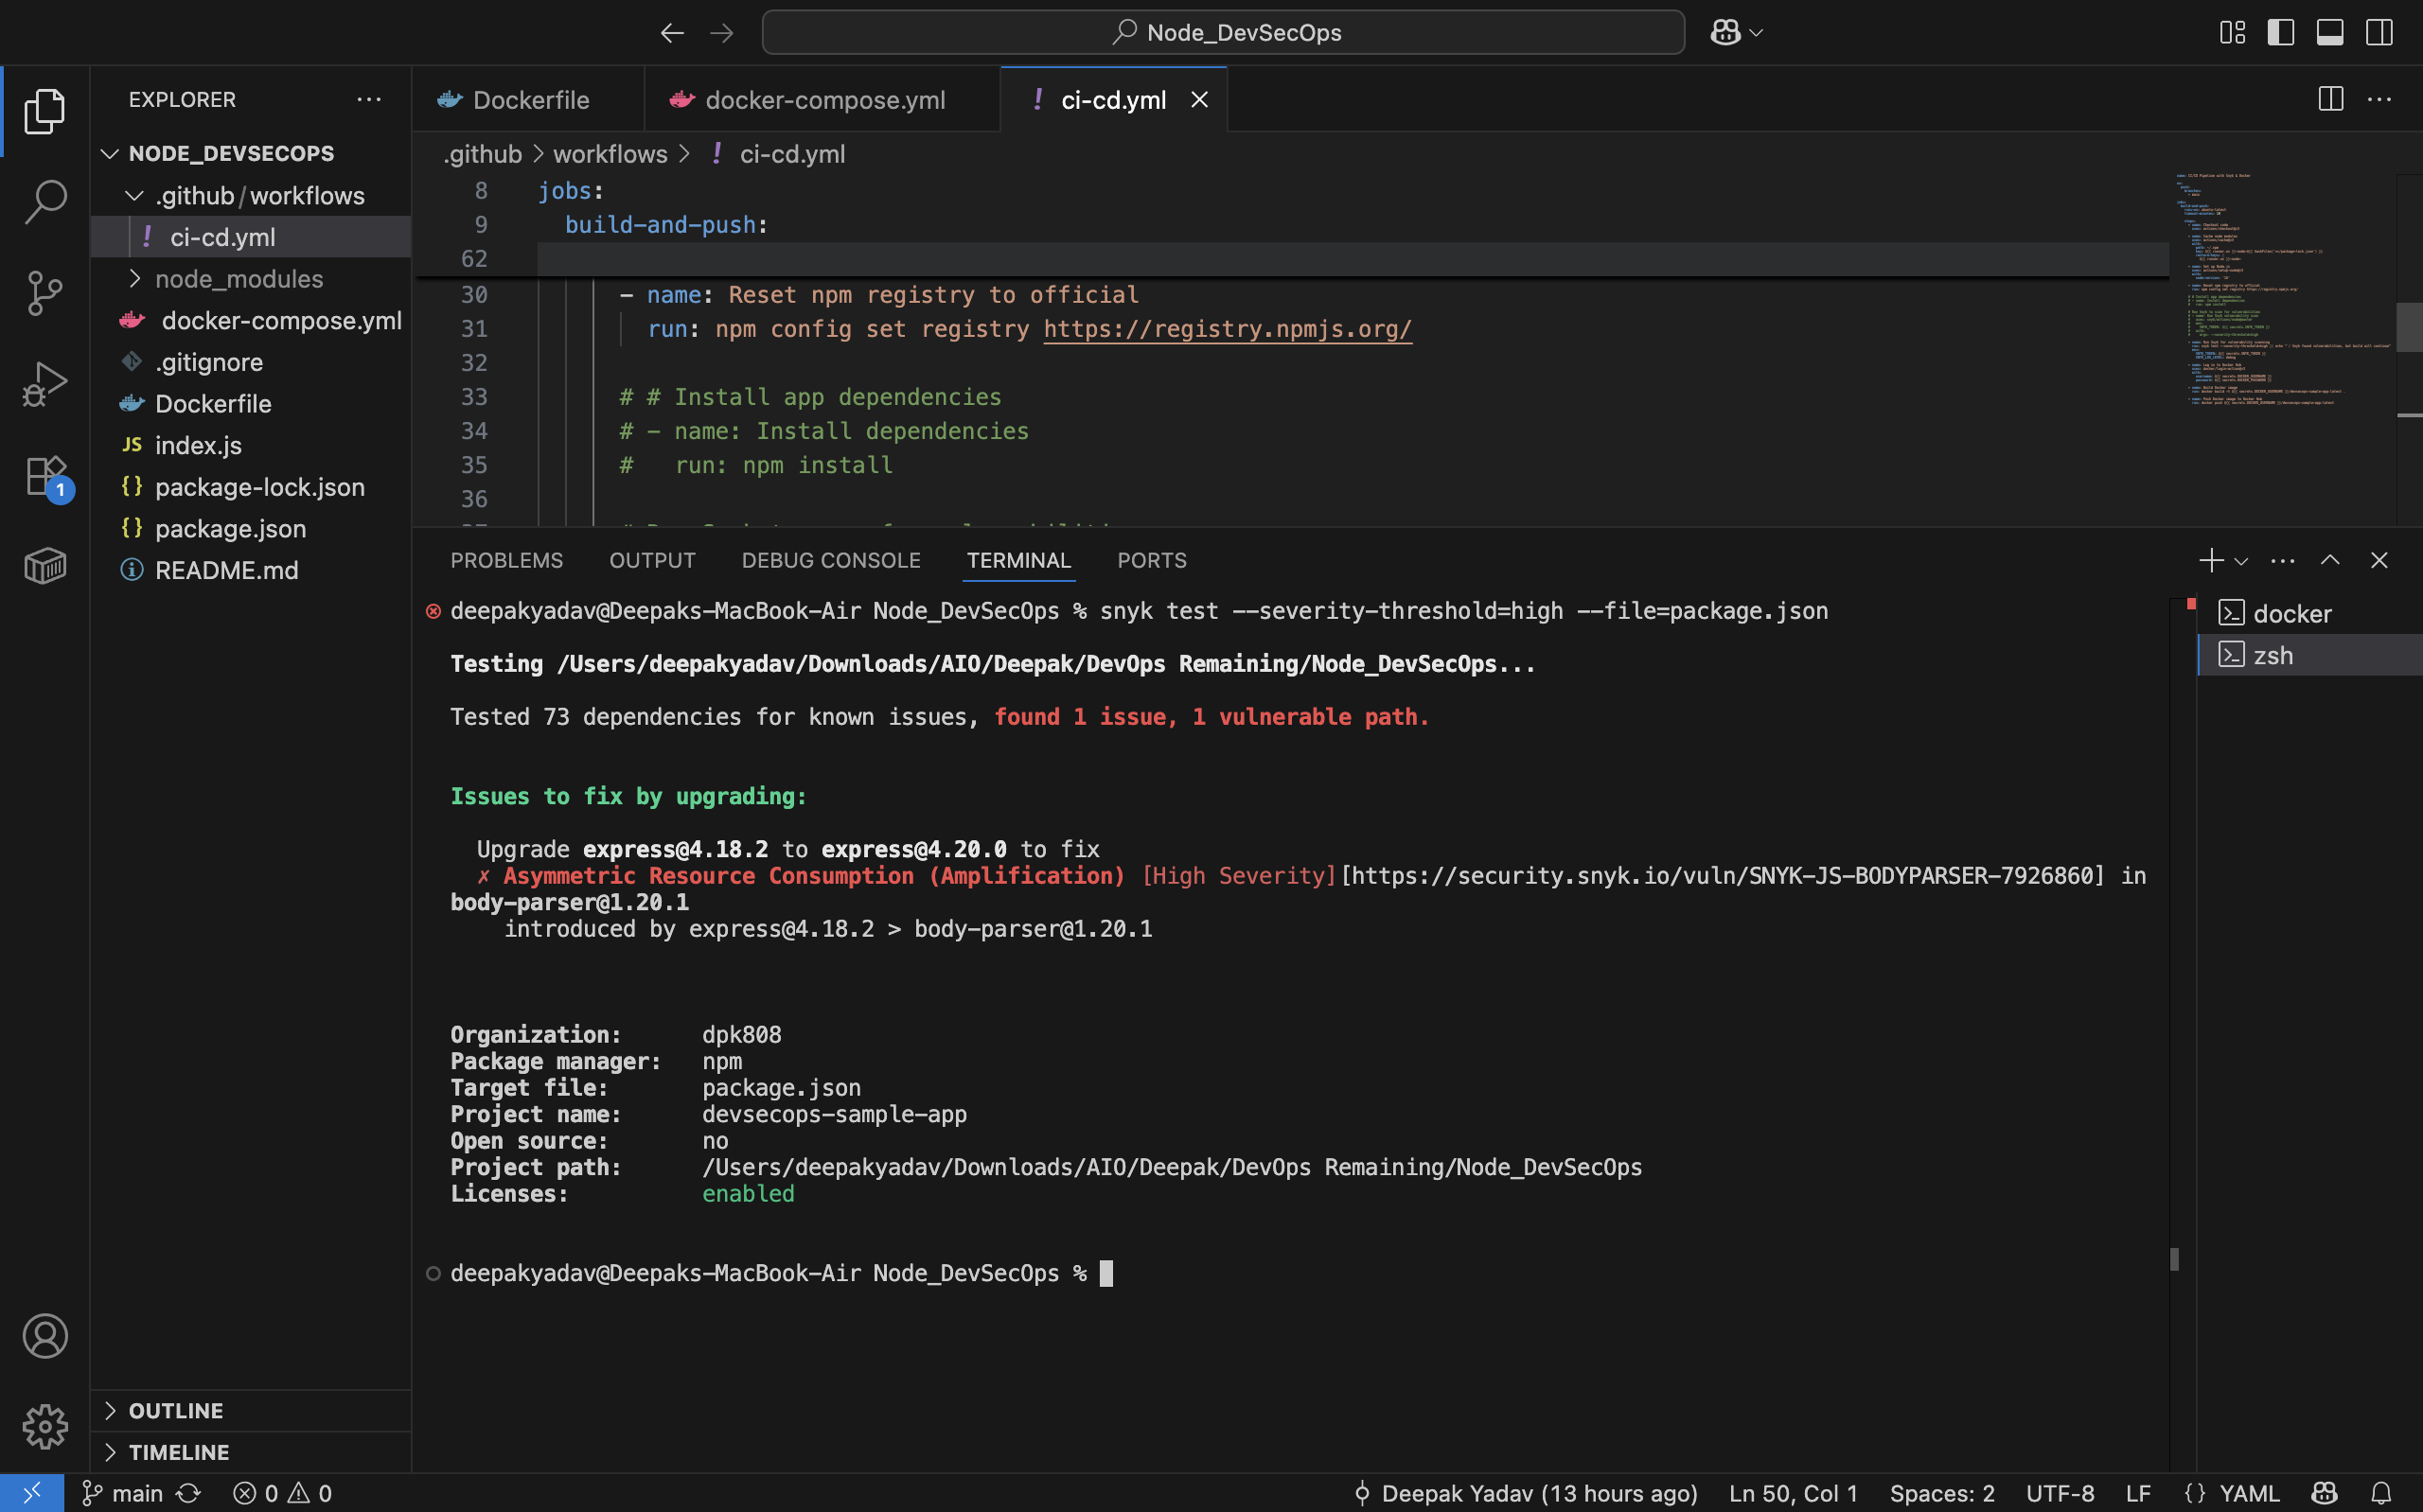 Node_DevSecOps
EXPLORER
NODE_DEVSECOPS
.github/workflows
ci-cd.yml
node_modules
docker-compose.yml
.gitignore
Dockerfile
JS index.js
{} package-lock.json
{} package.json
README.md
1
OUTLINE
TIMELINE
Dockerfile
docker-compose.yml
! ci-cd.yml
.github > workflows > ! ci-cd.yml
8 jobs:
9 build-and-push:
62
30 - name: Reset npm registry to official
31 run: npm config set registry https://registry.npmjs.org/
32
33 # # Install app dependencies
34 # - name: Install dependencies
35 #   run: npm install
36
PROBLEMS OUTPUT DEBUG CONSOLE TERMINAL PORTS
deepakyadav@Deepaks-MacBook-Air Node_DevSecOps % snyk test --severity-threshold=high --file=package.json
Testing /Users/deepakyadav/Downloads/AIO/Deepak/DevOps Remaining/Node_DevSecOps...
Tested 73 dependencies for known issues, found 1 issue, 1 vulnerable path.
Issues to fix by upgrading:
Upgrade express@4.18.2 to express@4.20.0 to fix
✗ Asymmetric Resource Consumption (Amplification) [High Severity][https://security.snyk.io/vuln/SNYK-JS-BODYPARSER-7926860] in
body-parser@1.20.1
introduced by express@4.18.2 > body-parser@1.20.1
Organization: dpk808
Package manager: npm
Target file: package.json
Project name: devsecops-sample-app
Open source: no
Project path: /Users/deepakyadav/Downloads/AIO/Deepak/DevOps Remaining/Node_DevSecOps
Licenses: enabled
deepakyadav@Deepaks-MacBook-Air Node_DevSecOps %
docker
zsh
main 0 0 Deepak Yadav (13 hours ago) Ln 50, Col 1 Spaces: 2 UTF-8 LF {} YAML